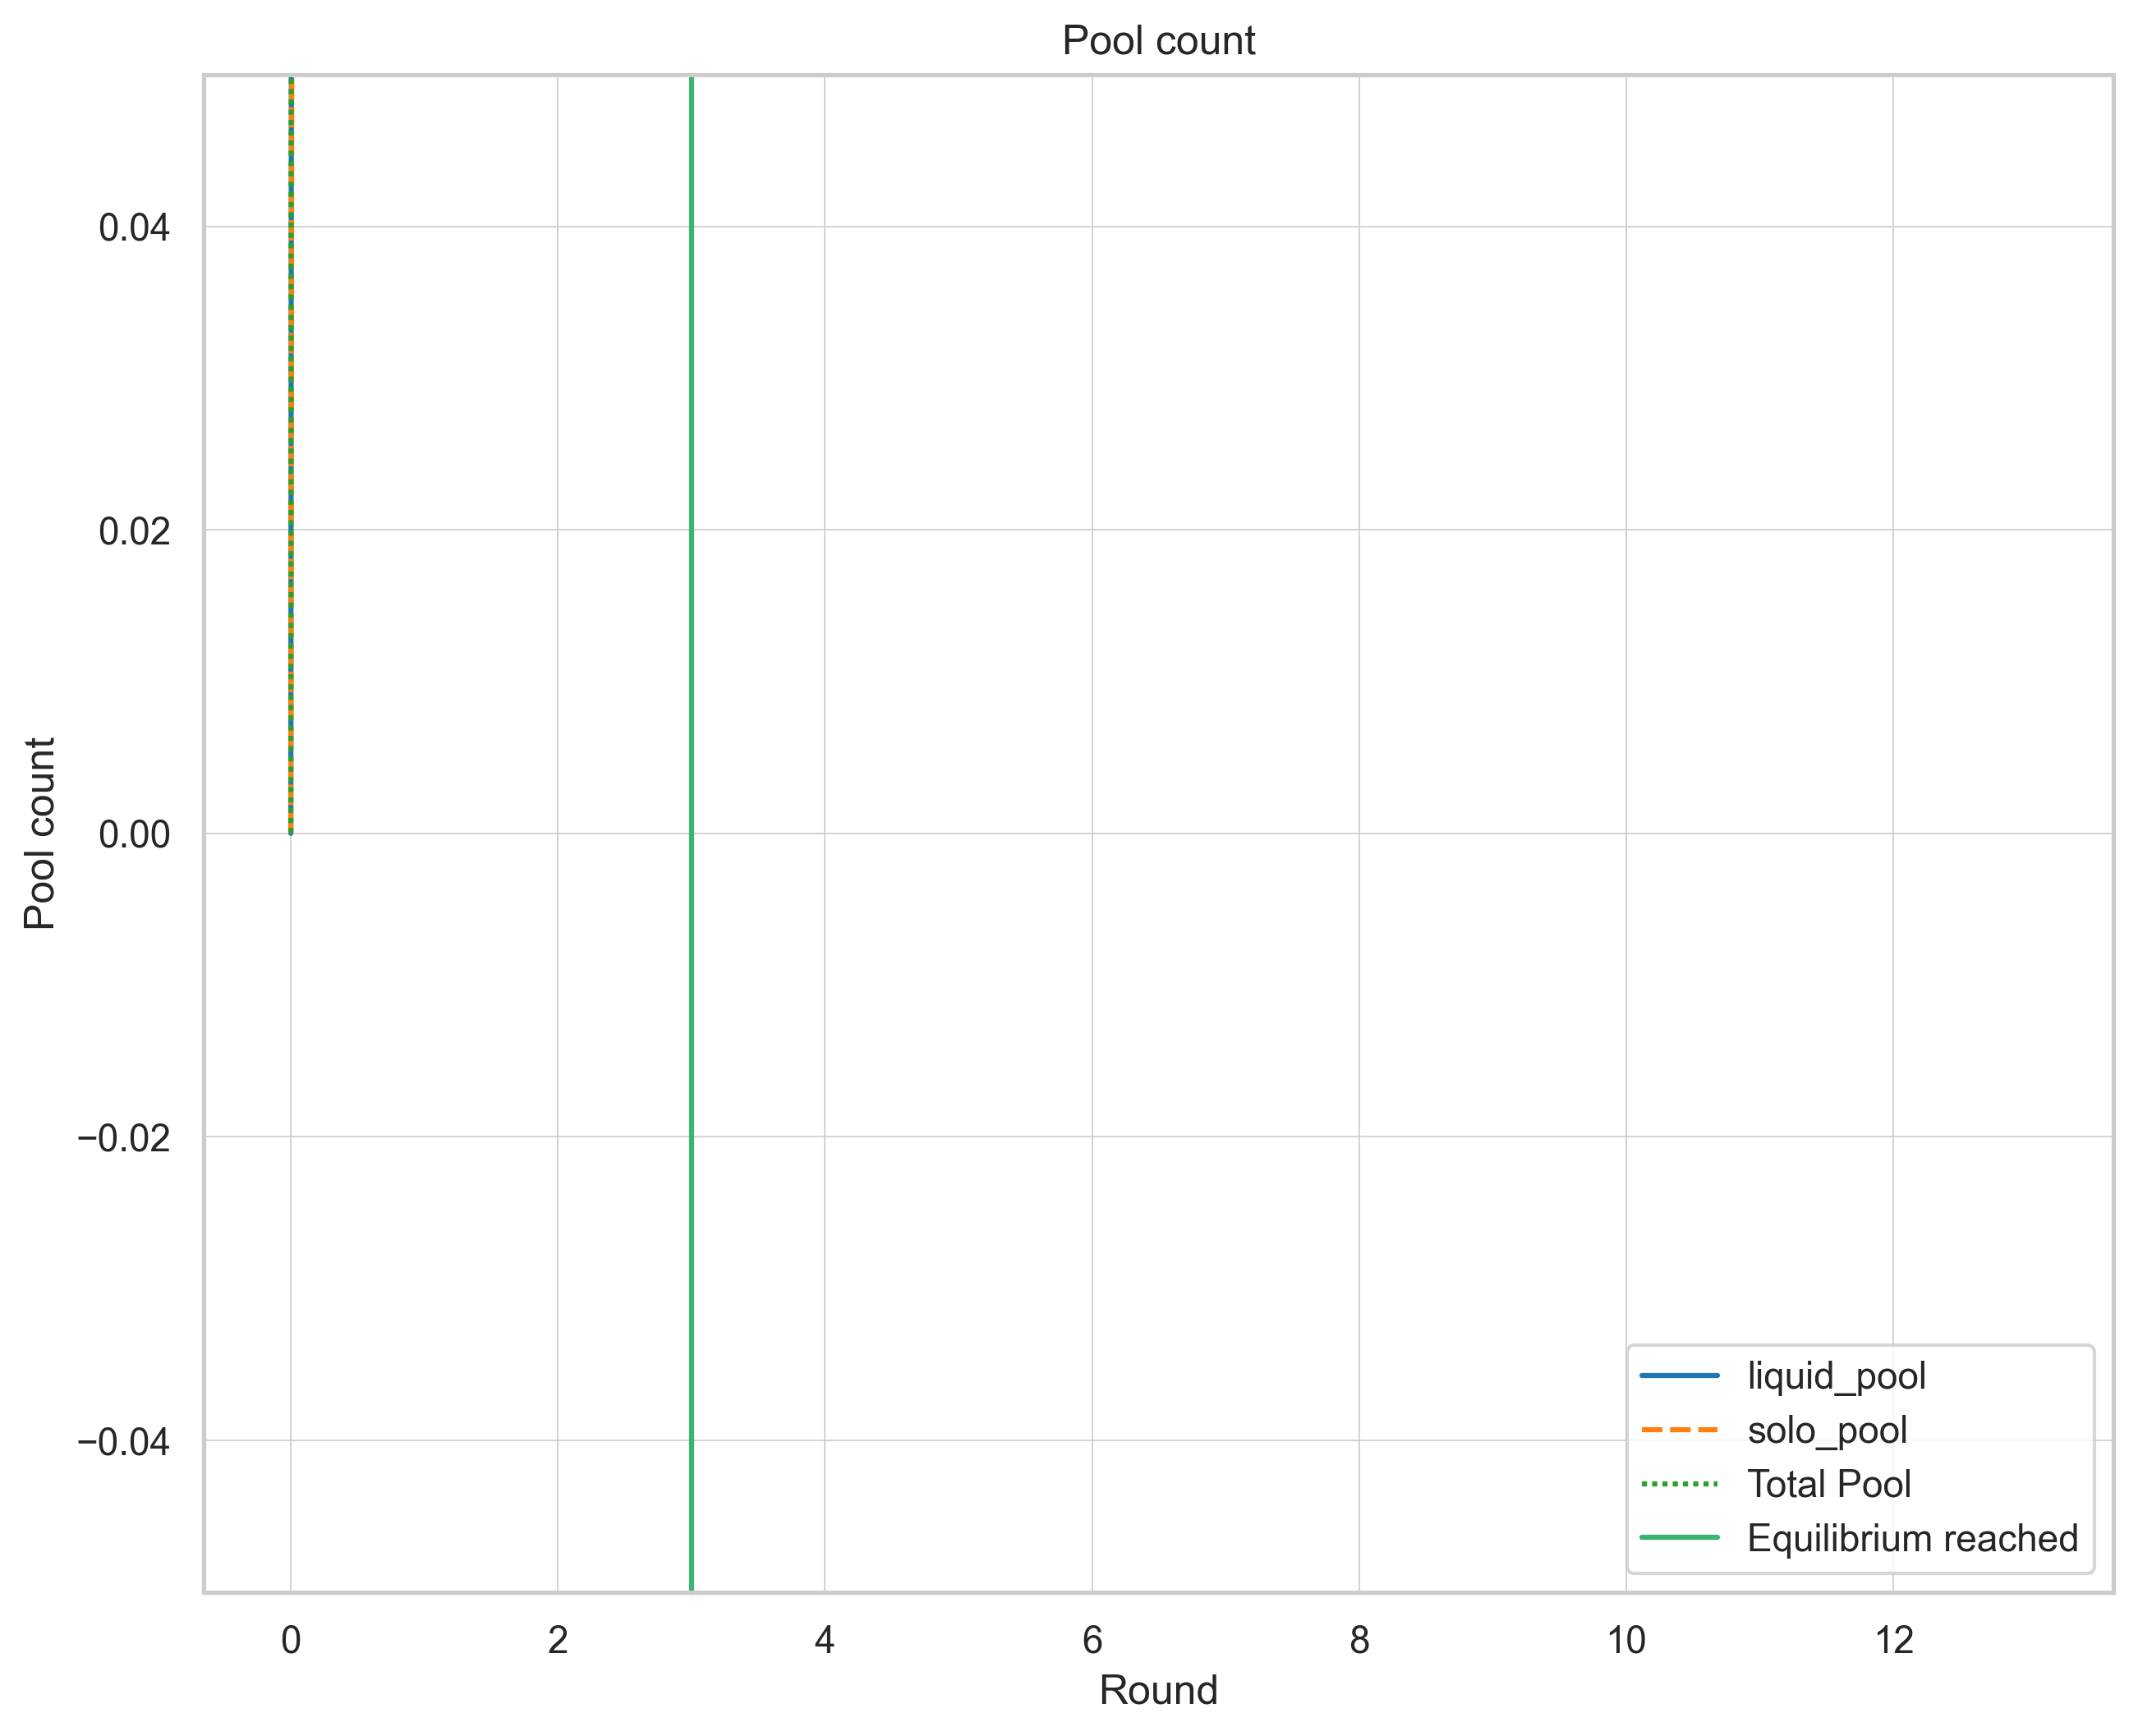 Pool count
Pool count
0.04
0.02
0.00
−0.02
−0.04
0 2 4 6 8 10 12
Round
liquid_pool
solo_pool
Total Pool
Equilibrium reached